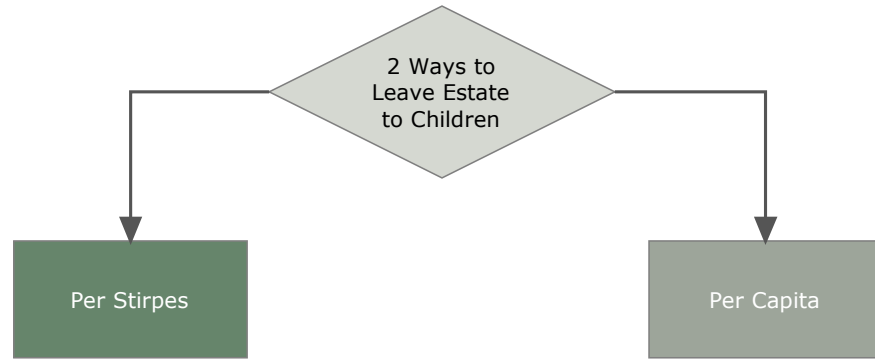 2 Ways to
Leave Estate
to Children
Per Stirpes
Per Capita